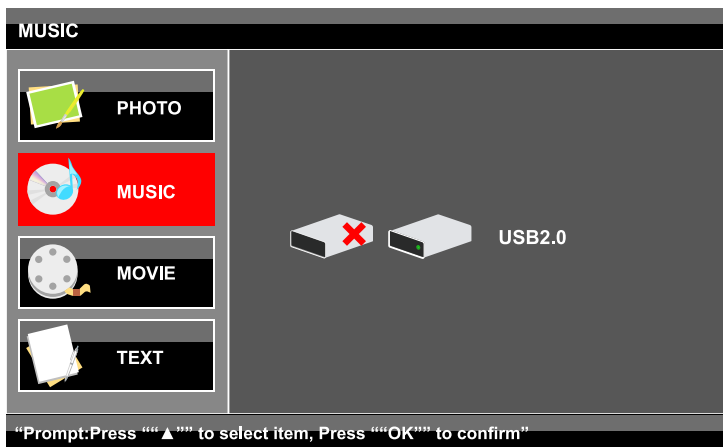 MUSIC
PHOTO
MUSIC
MOVIE
TEXT
USB2.0
“Prompt:Press ““▲”” to select item, Press ““OK”” to confirm”